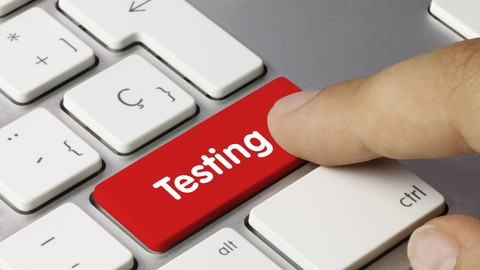 *
+
Ç
}
¨
{
Testing
ctrl
alt